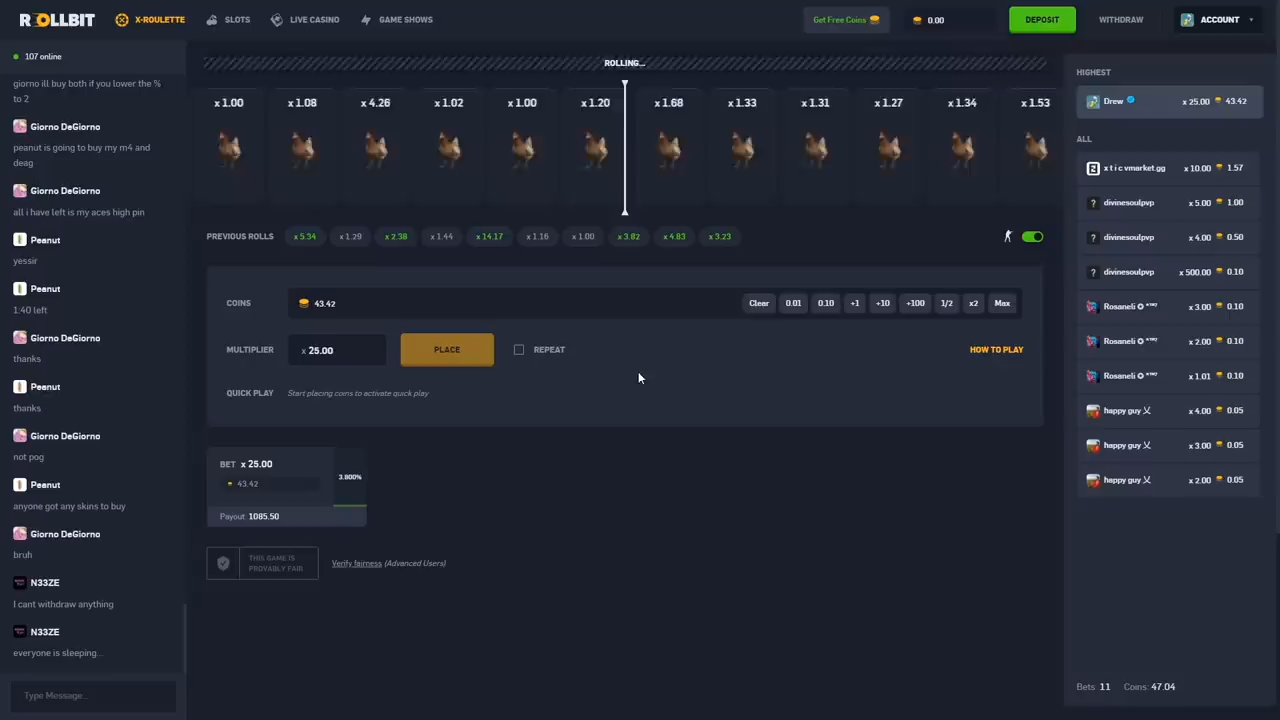 ROLLBIT
X-ROULETTE
SLOTS
LIVE CASINO
GAME SHOWS
Get Free Coins
0.00
DEPOSIT
WITHDRAW
ACCOUNT
107 online
giorno ill buy both if you lower the %
to 2
Giorno DeGiorno
peanut is going to buy my m4 and
deag
Giorno DeGiorno
all i have left is my aces high pin
Peanut
yessir
Peanut
1:40 left
Giorno DeGiorno
thanks
Peanut
thanks
Giorno DeGiorno
not pog
Peanut
anyone got any skins to buy
Giorno DeGiorno
bruh
N33ZE
I cant withdraw anything
N33ZE
everyone is sleeping...
Type Message...
ROLLING...
x 1.00
x 1.08
x 4.26
x 1.02
x 1.00
x 1.20
x 1.68
x 1.33
x 1.31
x 1.27
x 1.34
x 1.53
PREVIOUS ROLLS
x 5.34
x 1.29
x 2.38
x 1.44
x 14.17
x 1.16
x 1.00
x 3.82
x 4.83
x 3.23
COINS
43.42
Clear
0.01
0.10
+1
+10
+100
1/2
x2
Max
MULTIPLIER
x 25.00
PLACE
REPEAT
HOW TO PLAY
QUICK PLAY
Start placing coins to activate quick play
BET x 25.00
43.42
3.800%
Payout 1085.50
THIS GAME IS
PROVABLY FAIR
Verify fairness (Advanced Users)
HIGHEST
Drew x 25.00 43.42
ALL
x t i c vmarket.gg x 10.00 1.57
divinesoulpvp x 5.00 1.00
divinesoulpvp x 4.00 0.50
divinesoulpvp x 500.00 0.10
Rosaneli x 3.00 0.10
Rosaneli x 2.00 0.10
Rosaneli x 1.01 0.10
happy guy 乂 x 4.00 0.05
happy guy 乂 x 3.00 0.05
happy guy 乂 x 2.00 0.05
Bets 11 Coins: 47.04